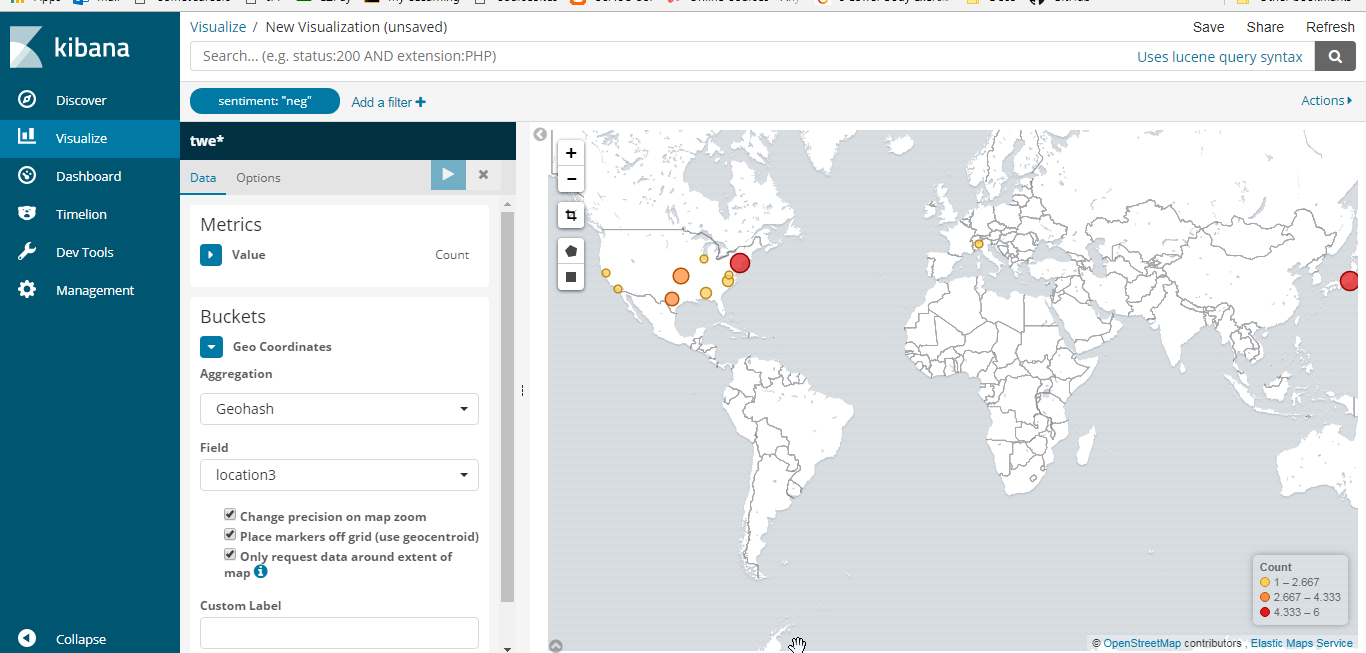 Visualize / New Visualization (unsaved)
Save Share Refresh
kibana
Search... (e.g. status:200 AND extension:PHP)
Uses lucene query syntax
sentiment: "neg"
Add a filter +
Actions
Discover
Visualize
Dashboard
Timelion
Dev Tools
Management
Collapse
twe*
Data Options
Metrics
Value Count
Buckets
Geo Coordinates
Aggregation
Geohash
Field
location3
Change precision on map zoom
Place markers off grid (use geocentroid)
Only request data around extent of
map
Custom Label
+
−
Count
1 – 2.667
2.667 – 4.333
4.333 – 6
© OpenStreetMap contributors , Elastic Maps Service